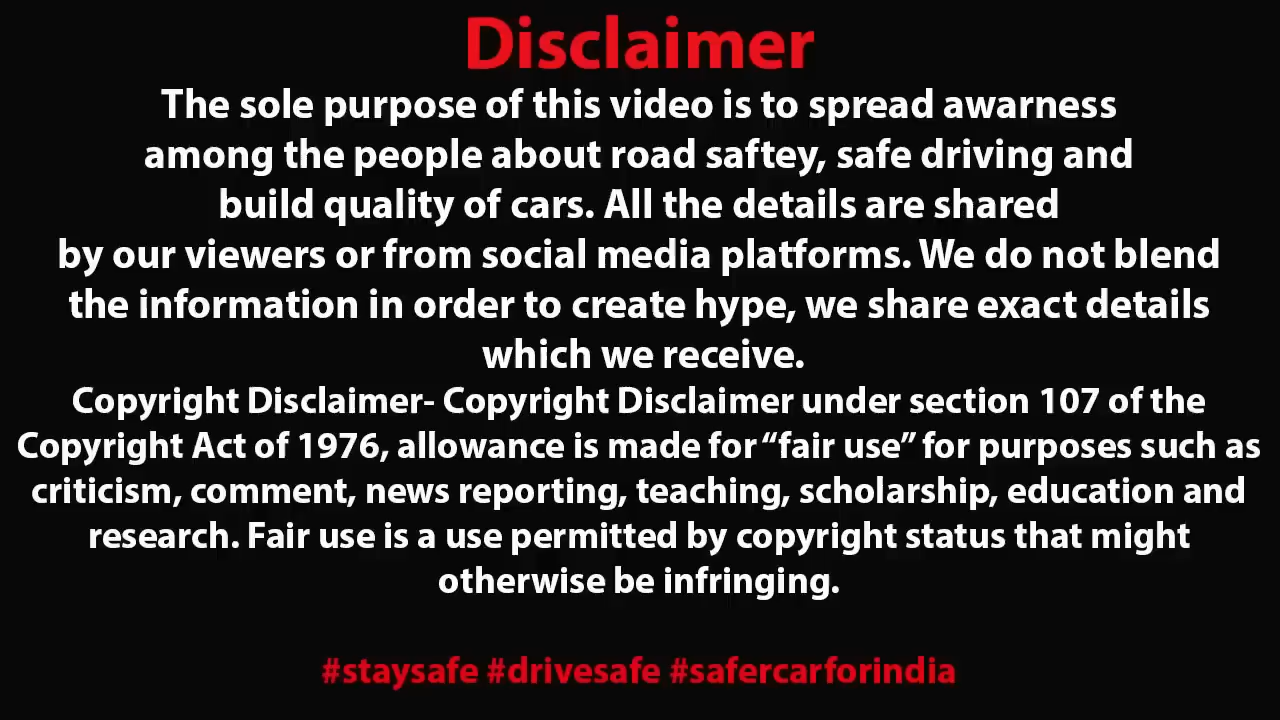 Disclaimer
The sole purpose of this video is to spread awarness
among the people about road saftey, safe driving and
build quality of cars. All the details are shared
by our viewers or from social media platforms. We do not blend
the information in order to create hype, we share exact details
which we receive.
Copyright Disclaimer- Copyright Disclaimer under section 107 of the
Copyright Act of 1976, allowance is made for “fair use” for purposes such as
criticism, comment, news reporting, teaching, scholarship, education and
research. Fair use is a use permitted by copyright status that might
otherwise be infringing.
#staysafe #drivesafe #safercarforindia